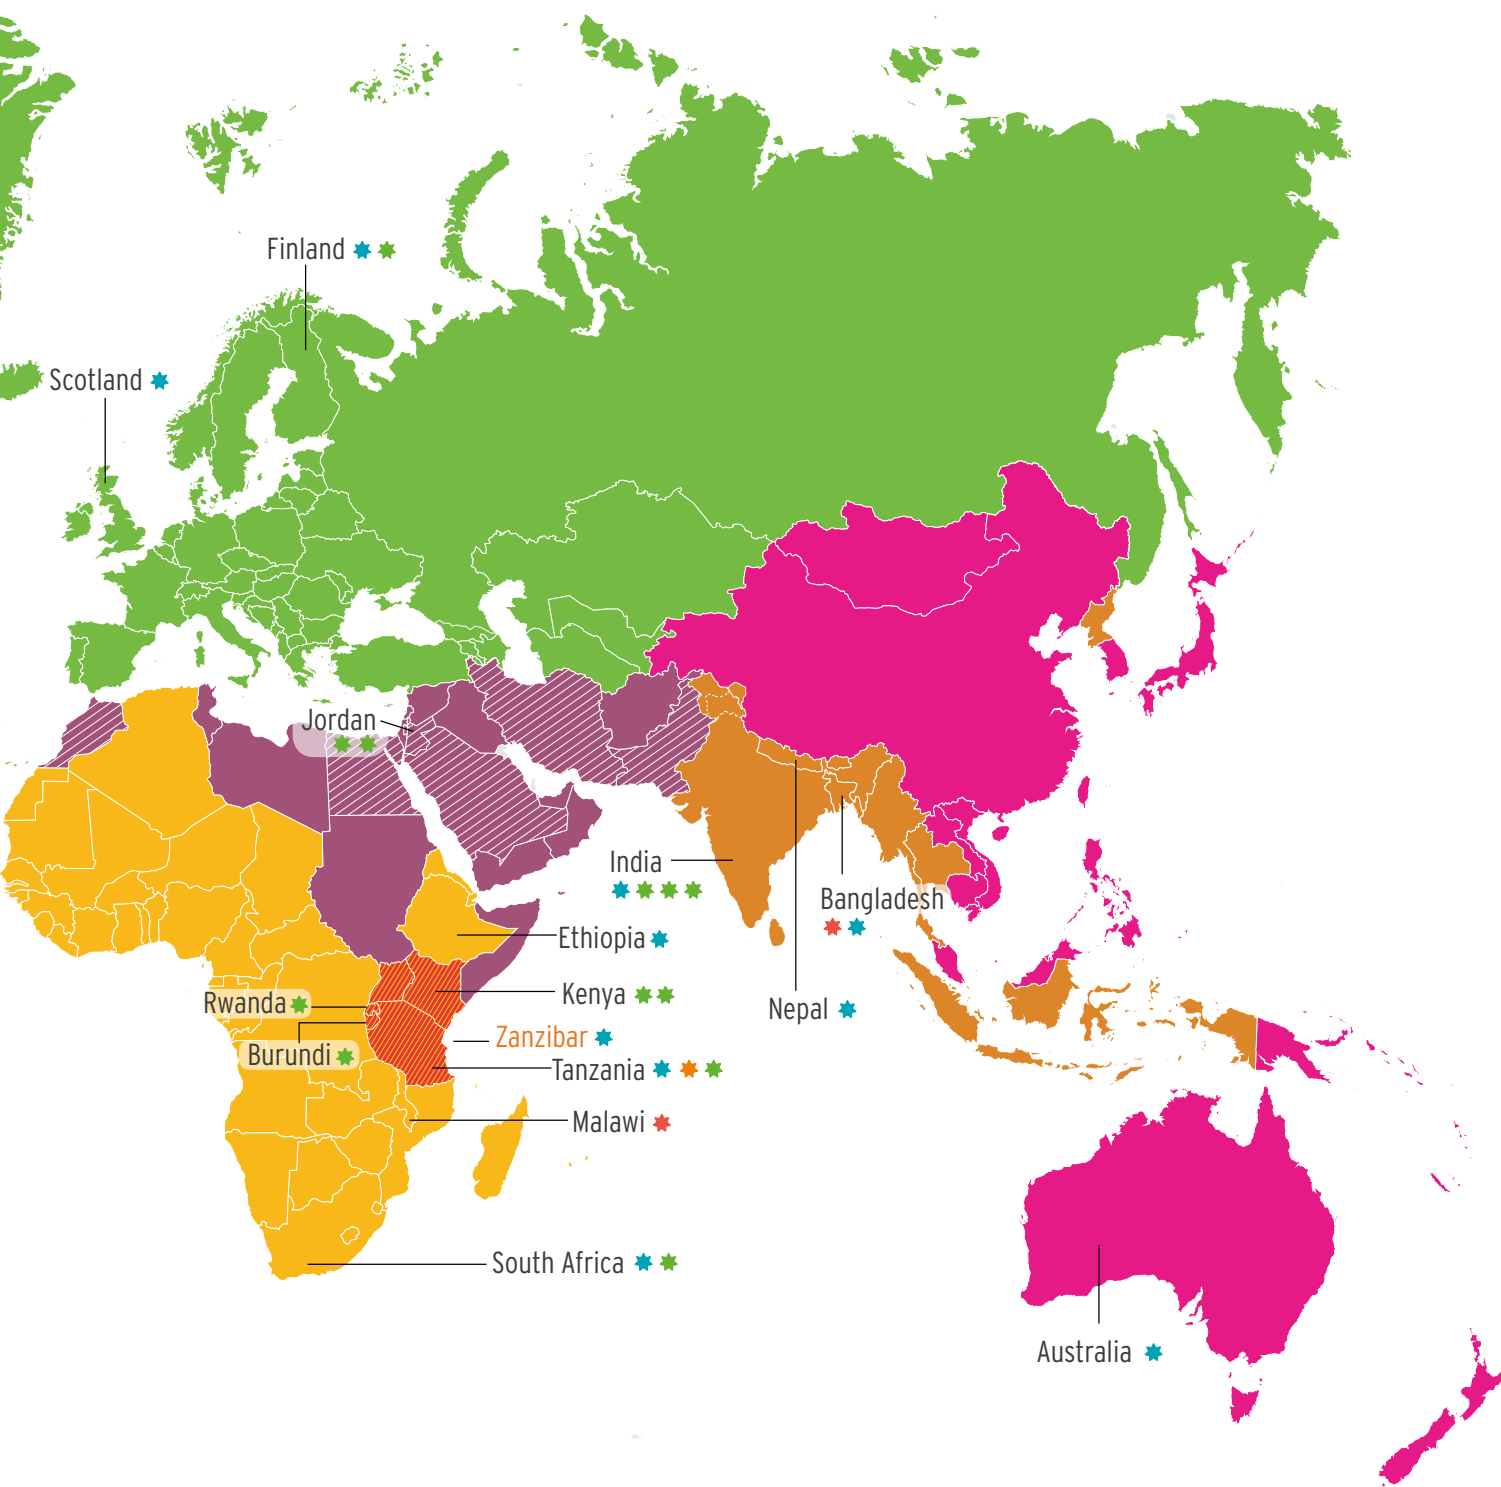 Finland
Scotland
Jordan
India
Bangladesh
Ethiopia
Rwanda
Kenya
Nepal
Zanzibar
Burundi
Tanzania
Malawi
South Africa
Australia